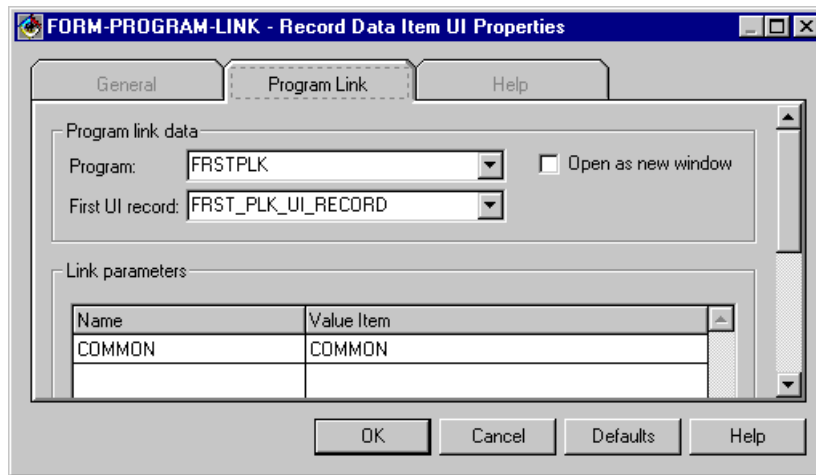 FORM-PROGRAM-LINK - Record Data Item UI Properties
General Program Link Help
Program link data
Program: FRSTPLK Open as new window
First UI record: FRST_PLK_UI_RECORD
Link parameters
Name Value Item
COMMON COMMON
OK Cancel Defaults Help